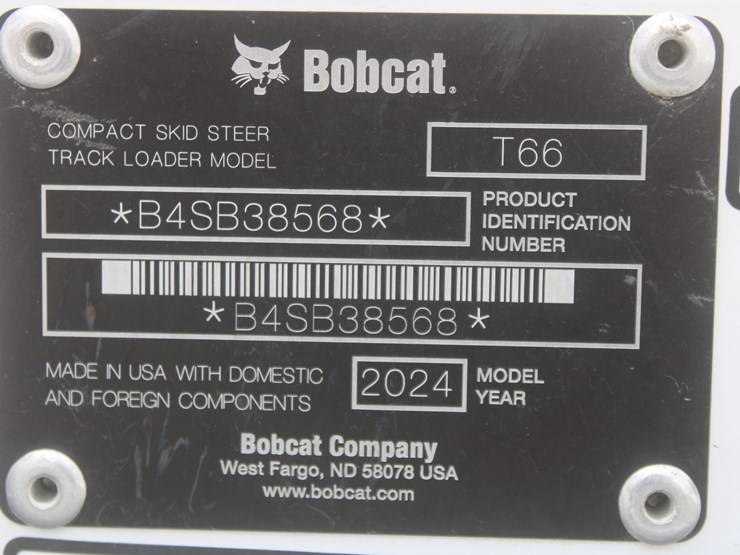 Bobcat.
COMPACT SKID STEER
TRACK LOADER MODEL
T66
*B4SB38568*
PRODUCT
IDENTIFICATION
NUMBER
*B4SB38568*
MADE IN USA WITH DOMESTIC
AND FOREIGN COMPONENTS
2024
MODEL
YEAR
Bobcat Company
West Fargo, ND 58078 USA
www.bobcat.com